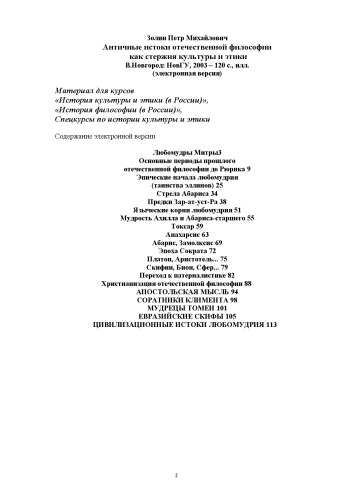 Золин Петр Михайлович
Античные истоки отечественной философии
как стержня культуры и этики
В.Новгород: НовГУ, 2003 – 120 с., илл.
(электронная версия)
Материал для курсов
«История культуры и этики (в России)»,
«История философии (в России)»,
Спецкурсы по истории культуры и этики
Содержание электронной версии
Любомудры Митры3
Основные периоды прошлого
отечественной философии до Рюрика 9
Эпические начала любомудрия
(таинства эллинов) 25
Стрела Абариса 34
Предки Зар-ат-уст-Ра 38
Языческие корни любомудрия 51
Мудрость Ахилла и Абариса-старшего 55
Токсар 59
Анахарсис 63
Абарис, Замолксис 69
Эпоха Сократа 72
Платон, Аристотель... 75
Скифии, Бион, Сфер... 79
Переход к патерналистике 82
Христианизация отечественной философии 88
АПОСТОЛЬСКАЯ МЫСЛЬ 94
СОРАТНИКИ КЛИМЕНТА 98
МУДРЕЦЫ ТОМЕН 101
ЕВРАЗИЙСКИЕ СКИФЫ 105
ЦИВИЛИЗАЦИОННЫЕ ИСТОКИ ЛЮБОМУДРИЯ 113
2